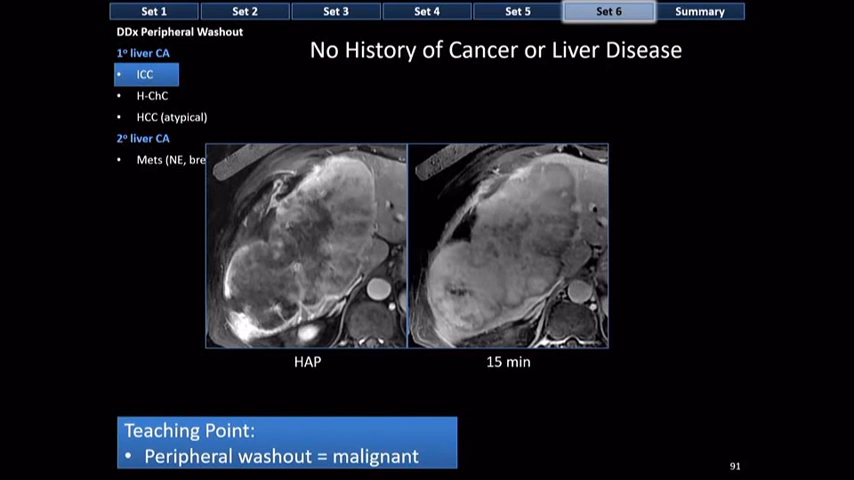 Set 1
Set 2
Set 3
Set 4
Set 5
Set 6
Summary
DDx Peripheral Washout
1º liver CA
• ICC
• H-ChC
• HCC (atypical)
2º liver CA
• Mets (NE, bre
No History of Cancer or Liver Disease
HAP
15 min
Teaching Point:
• Peripheral washout = malignant
91